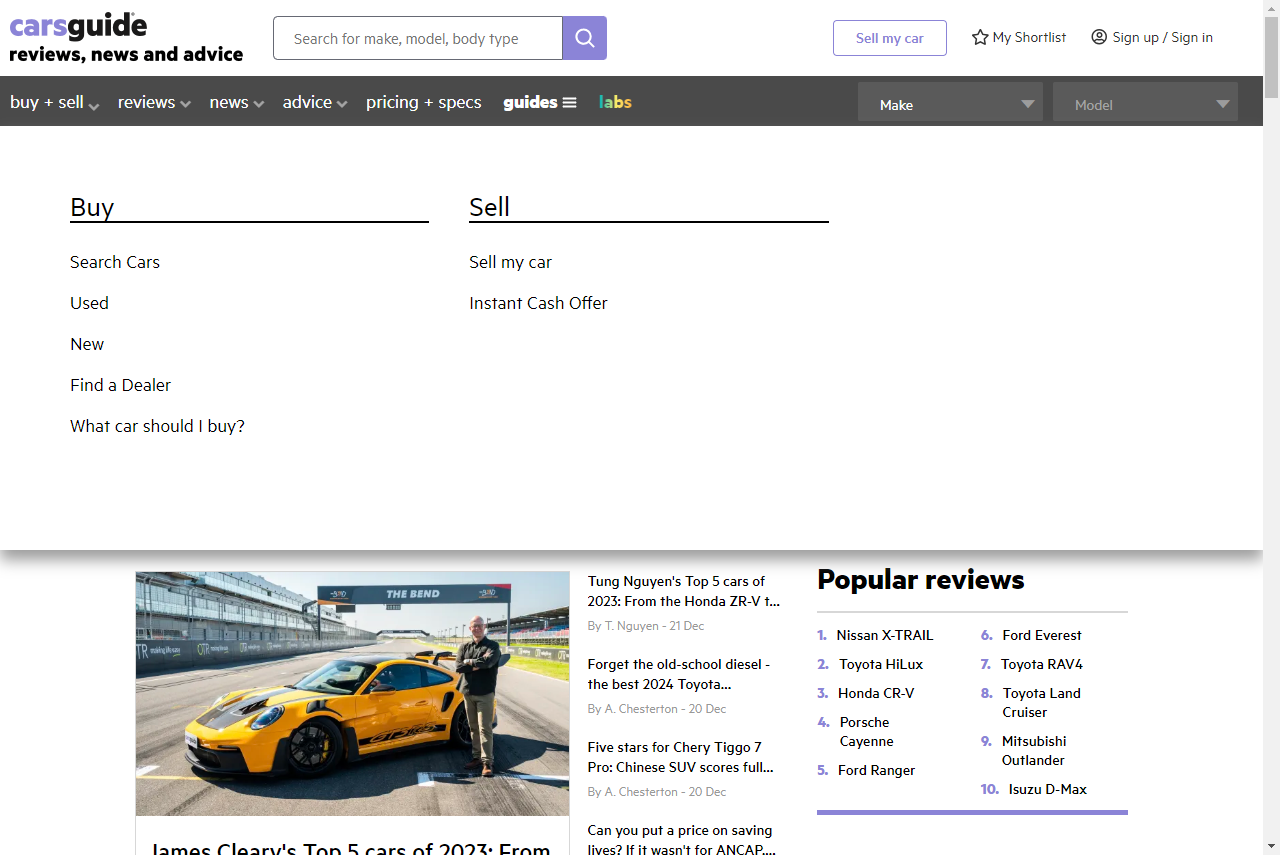 carsguide
reviews, news and advice
Search for make, model, body type
Sell my car
My Shortlist
Sign up / Sign in
buy + sell
reviews
news
advice
pricing + specs
guides
labs
Make
Model
Buy
Search Cars
Used
New
Find a Dealer
What car should I buy?
Sell
Sell my car
Instant Cash Offer
THE BEND
GT3 RS
Tung Nguyen's Top 5 cars of
2023: From the Honda ZR-V t...
By T. Nguyen - 21 Dec
Forget the old-school diesel -
the best 2024 Toyota...
By A. Chesterton - 20 Dec
Five stars for Chery Tiggo 7
Pro: Chinese SUV scores full...
By A. Chesterton - 20 Dec
Can you put a price on saving
lives? If it wasn't for ANCAP,...
James Cleary's Top 5 cars of 2023: From
Popular reviews
1. Nissan X-TRAIL
2. Toyota HiLux
3. Honda CR-V
4. Porsche
Cayenne
5. Ford Ranger
6. Ford Everest
7. Toyota RAV4
8. Toyota Land
Cruiser
9. Mitsubishi
Outlander
10. Isuzu D-Max